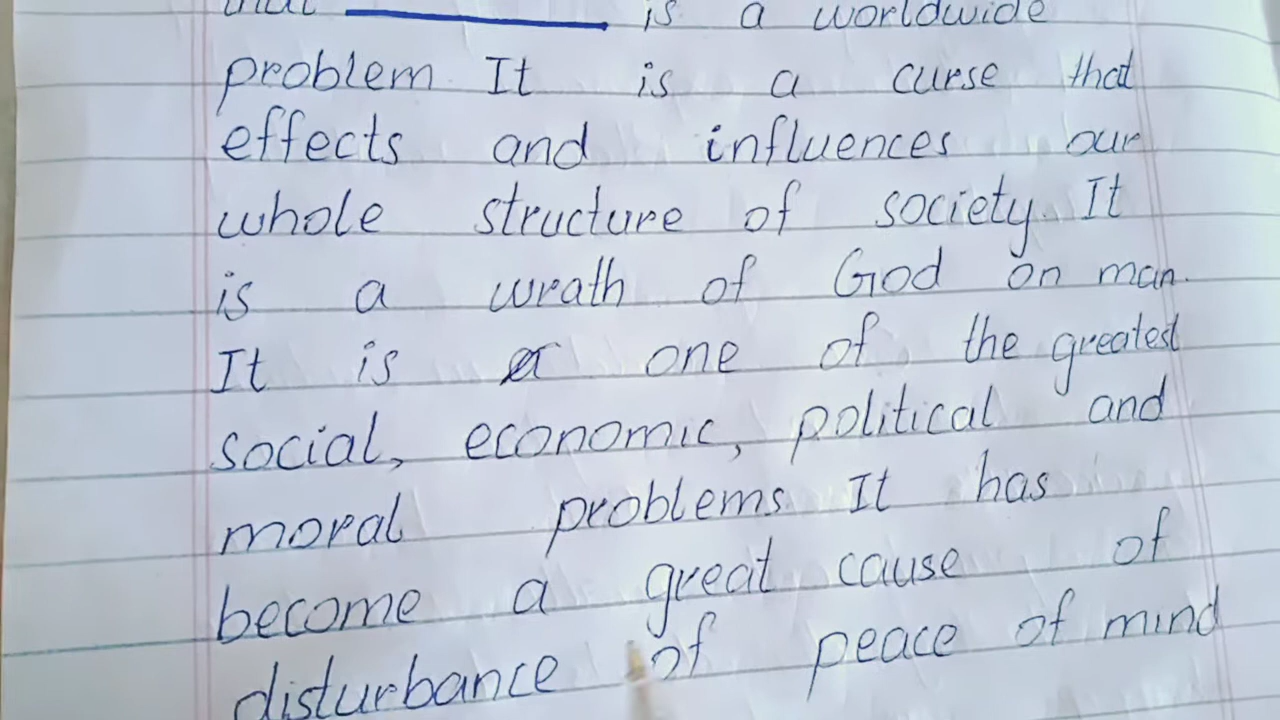 that ________ is a worldwide
problem. It is a curse that
effects and influences our
whole structure of society. It
is a wrath of God on man.
It is one of the greatest
social, economic, political and
moral problems. It has
become a great cause of
disturbance of peace of mind